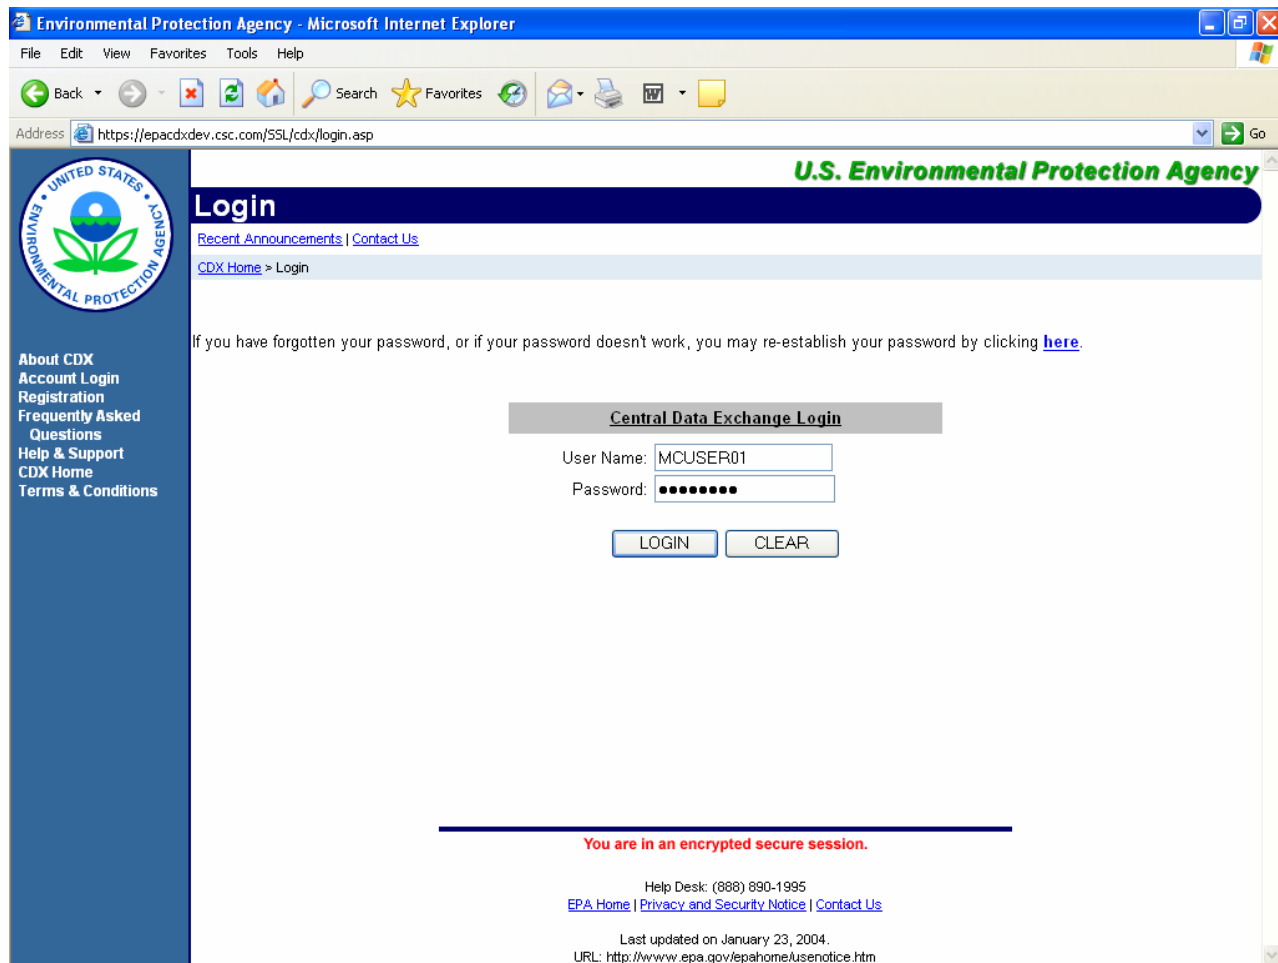 Environmental Protection Agency - Microsoft Internet Explorer
File Edit View Favorites Tools Help
Back Search Favorites
Address https://epacdxdev.csc.com/SSL/cdx/login.asp Go
UNITED STATES
ENVIRONMENTAL PROTECTION AGENCY
U.S. Environmental Protection Agency
Login
Recent Announcements | Contact Us
CDX Home > Login
If you have forgotten your password, or if your password doesn't work, you may re-establish your password by clicking here.
About CDX
Account Login
Registration
Frequently Asked
Questions
Help & Support
CDX Home
Terms & Conditions
Central Data Exchange Login
User Name: MCUSER01
Password: ●●●●●●●●
LOGIN CLEAR
You are in an encrypted secure session.
Help Desk: (888) 890-1995
EPA Home | Privacy and Security Notice | Contact Us
Last updated on January 23, 2004.
URL: http://www.epa.gov/epahome/usenotice.htm